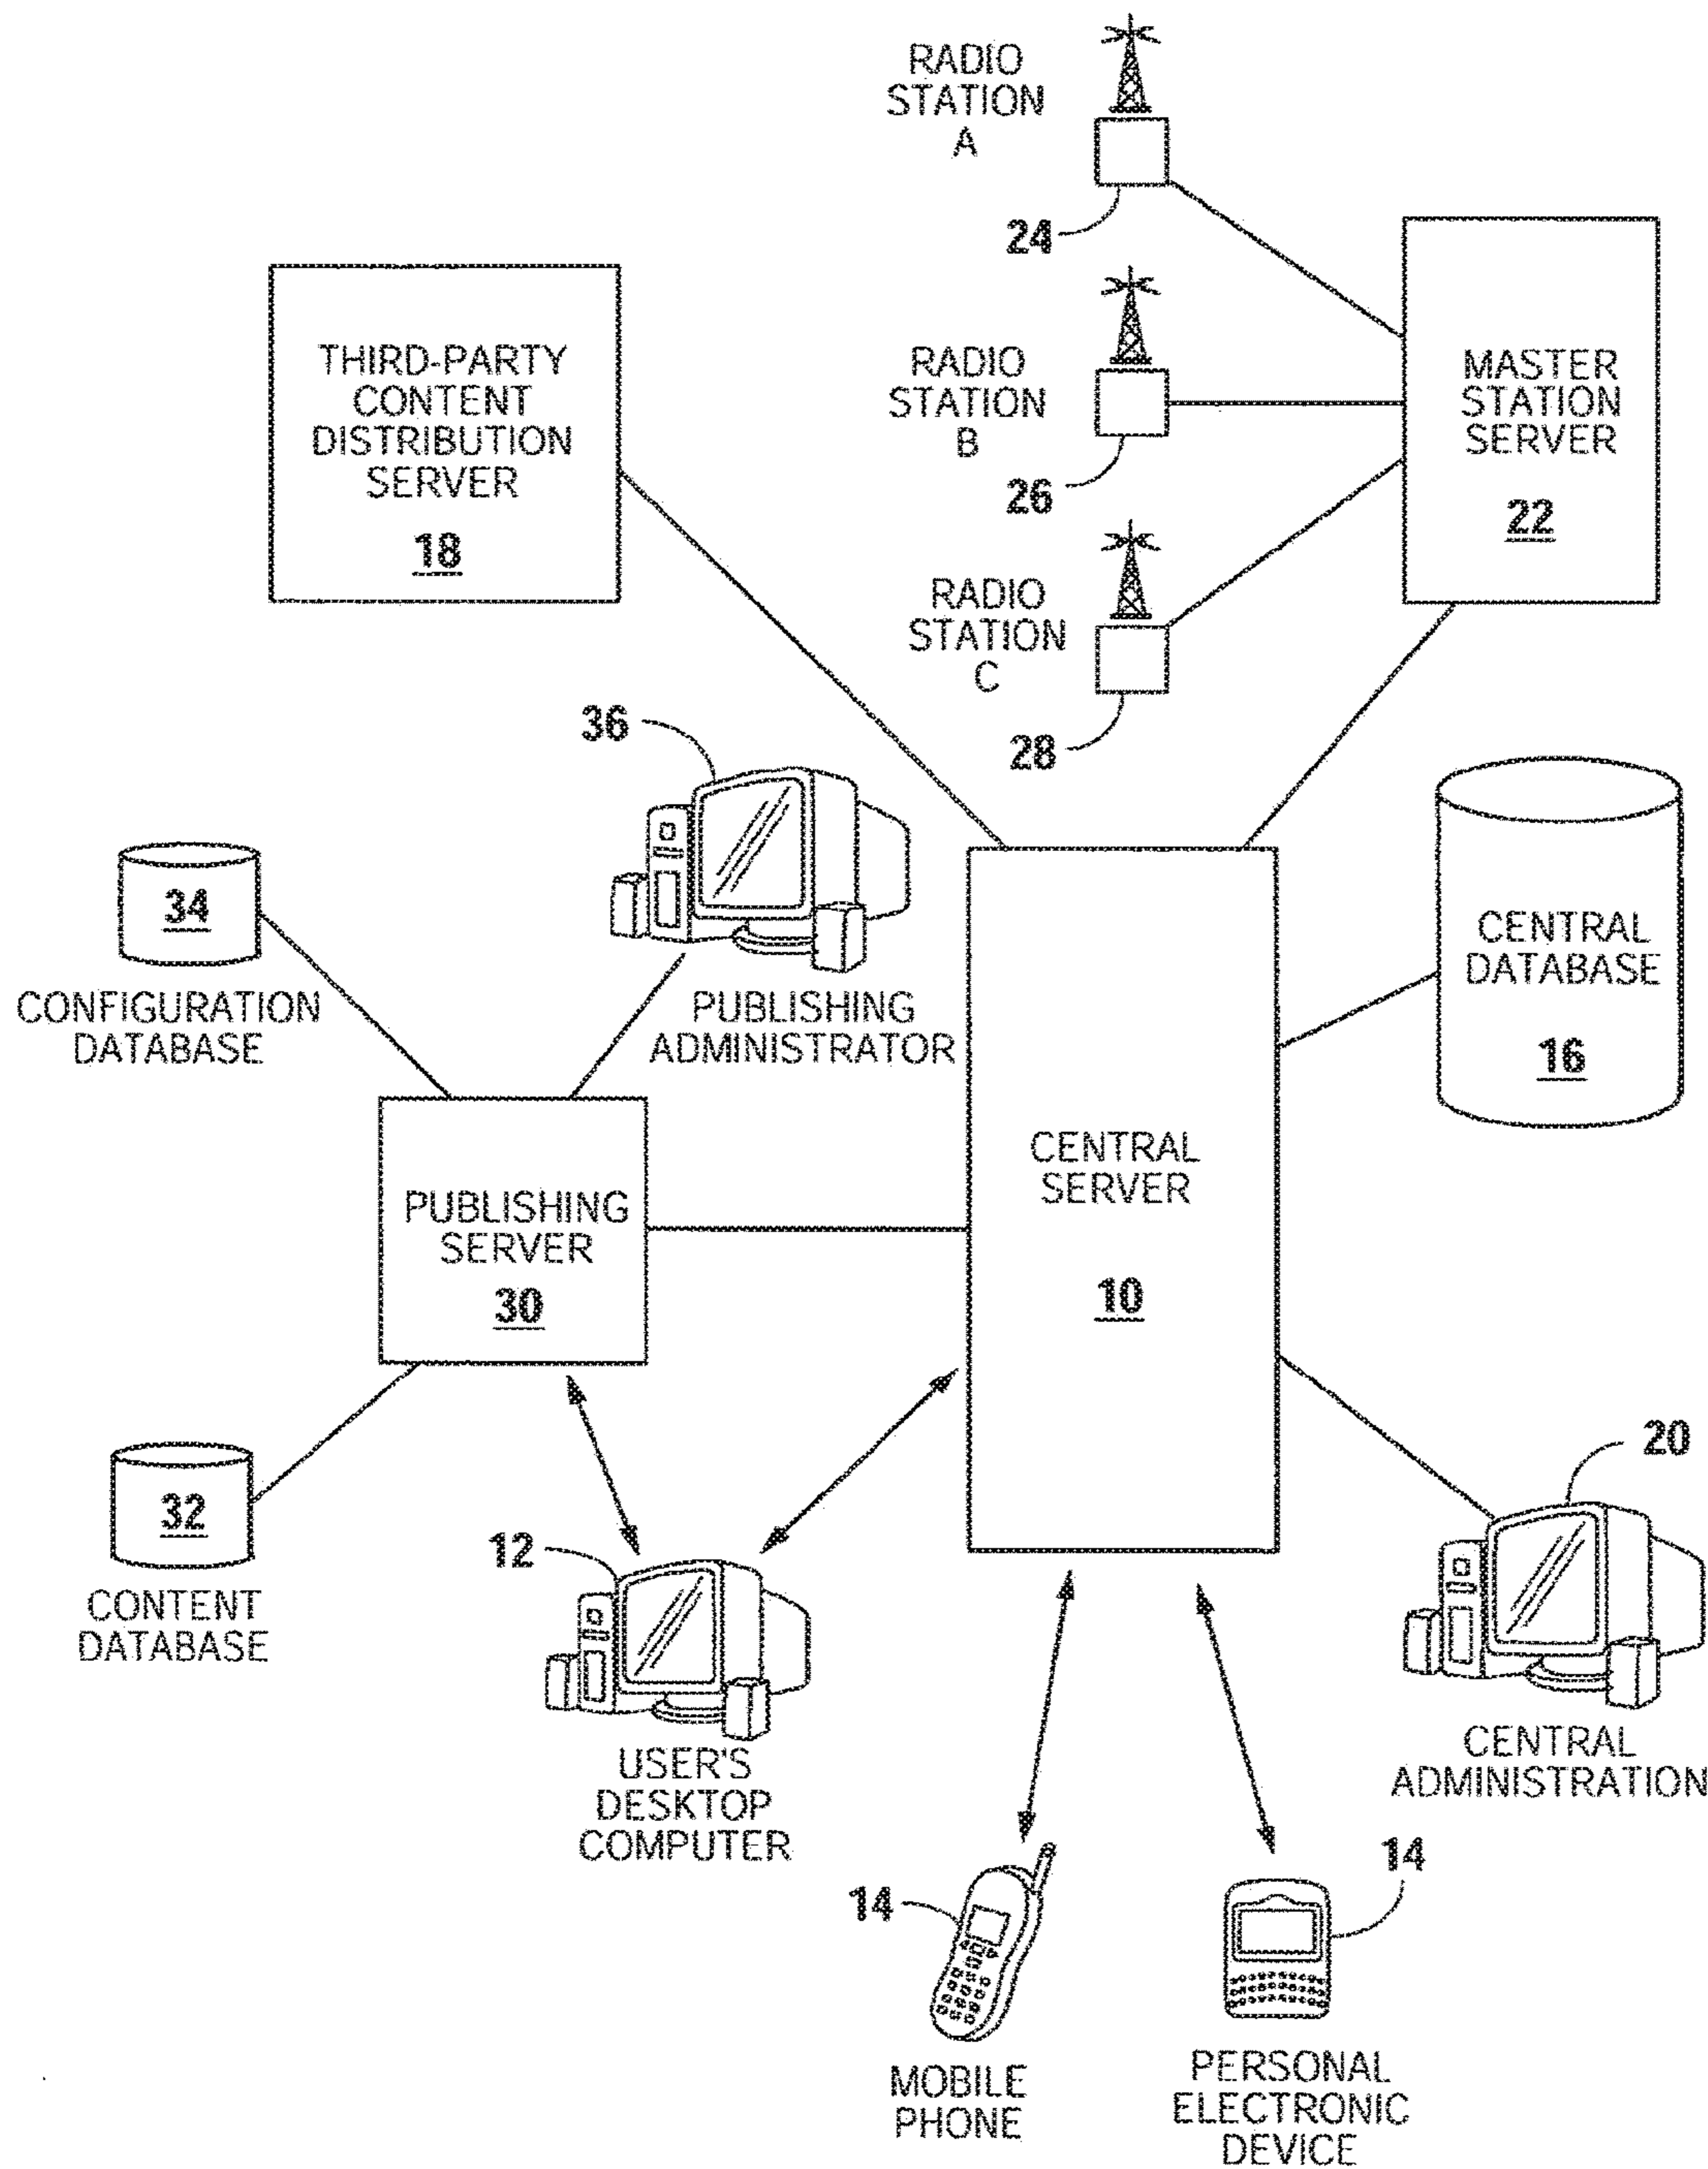 RADIO
STATION
A
24
THIRD-PARTY
CONTENT
DISTRIBUTION
SERVER
18
RADIO
STATION
B
26
MASTER
STATION
SERVER
22
RADIO
STATION
C
28
36
34
CONFIGURATION
DATABASE
PUBLISHING
ADMINISTRATOR
CENTRAL
DATABASE
16
CENTRAL
SERVER
10
PUBLISHING
SERVER
30
32
CONTENT
DATABASE
12
USER'S
DESKTOP
COMPUTER
20
CENTRAL
ADMINISTRATION
14
MOBILE
PHONE
14
PERSONAL
ELECTRONIC
DEVICE